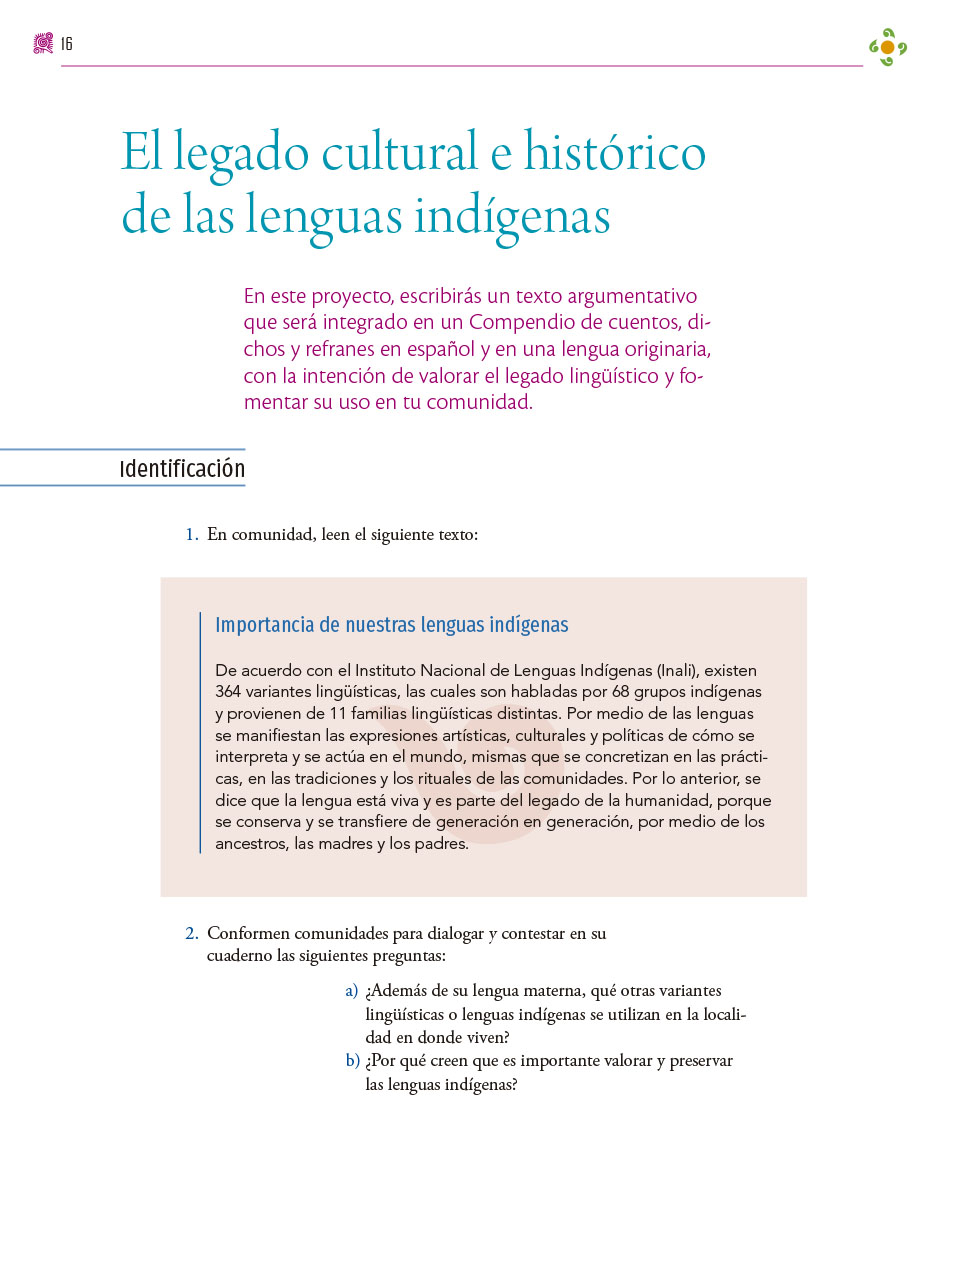 16
El legado cultural e histórico
de las lenguas indígenas
En este proyecto, escribirás un texto argumentativo
que será integrado en un Compendio de cuentos, di-
chos y refranes en español y en una lengua originaria,
con la intención de valorar el legado lingüístico y fo-
mentar su uso en tu comunidad.
Identificación
1. En comunidad, leen el siguiente texto:
Importancia de nuestras lenguas indígenas
De acuerdo con el Instituto Nacional de Lenguas Indígenas (Inali), existen
364 variantes lingüísticas, las cuales son habladas por 68 grupos indígenas
y provienen de 11 familias lingüísticas distintas. Por medio de las lenguas
se manifiestan las expresiones artísticas, culturales y políticas de cómo se
interpreta y se actúa en el mundo, mismas que se concretizan en las prácti-
cas, en las tradiciones y los rituales de las comunidades. Por lo anterior, se
dice que la lengua está viva y es parte del legado de la humanidad, porque
se conserva y se transfiere de generación en generación, por medio de los
ancestros, las madres y los padres.
2. Conformen comunidades para dialogar y contestar en su
cuaderno las siguientes preguntas:
a) ¿Además de su lengua materna, qué otras variantes
lingüísticas o lenguas indígenas se utilizan en la locali-
dad en donde viven?
b) ¿Por qué creen que es importante valorar y preservar
las lenguas indígenas?